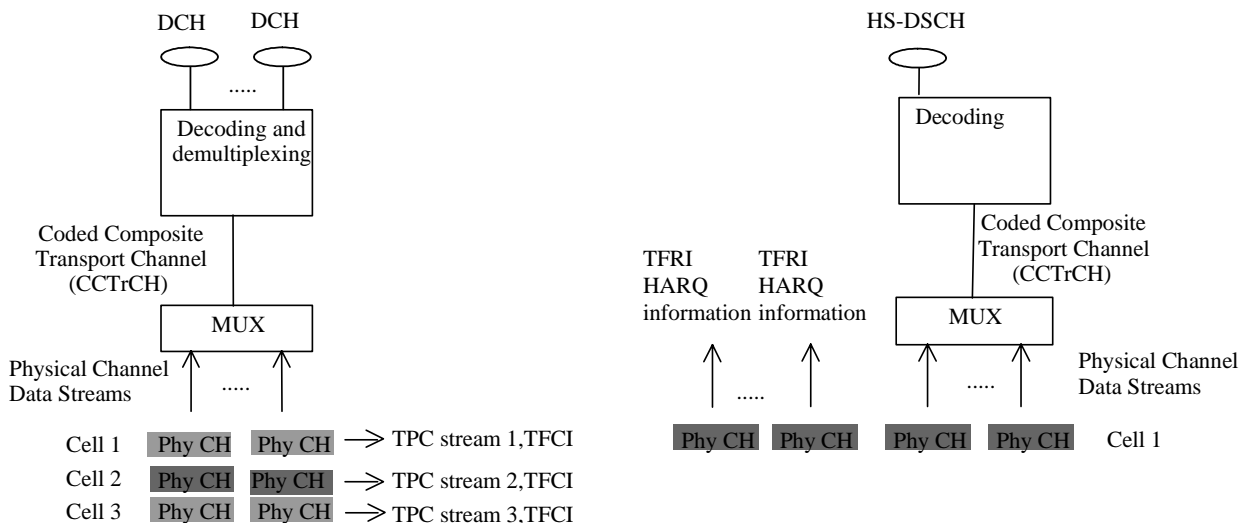 DCH DCH
.....
Decoding and
demultiplexing
Coded Composite
Transport Channel
(CCTrCH)
MUX
Physical Channel
Data Streams
.....
Cell 1 Phy CH Phy CH TPC stream 1,TFCI
Cell 2 Phy CH Phy CH TPC stream 2,TFCI
Cell 3 Phy CH Phy CH TPC stream 3,TFCI
HS-DSCH
Decoding
Coded Composite
Transport Channel
(CCTrCH)
TFRI TFRI
HARQ HARQ
information information
MUX
Physical Channel
Data Streams
..... .....
Phy CH Phy CH Phy CH Phy CH Cell 1